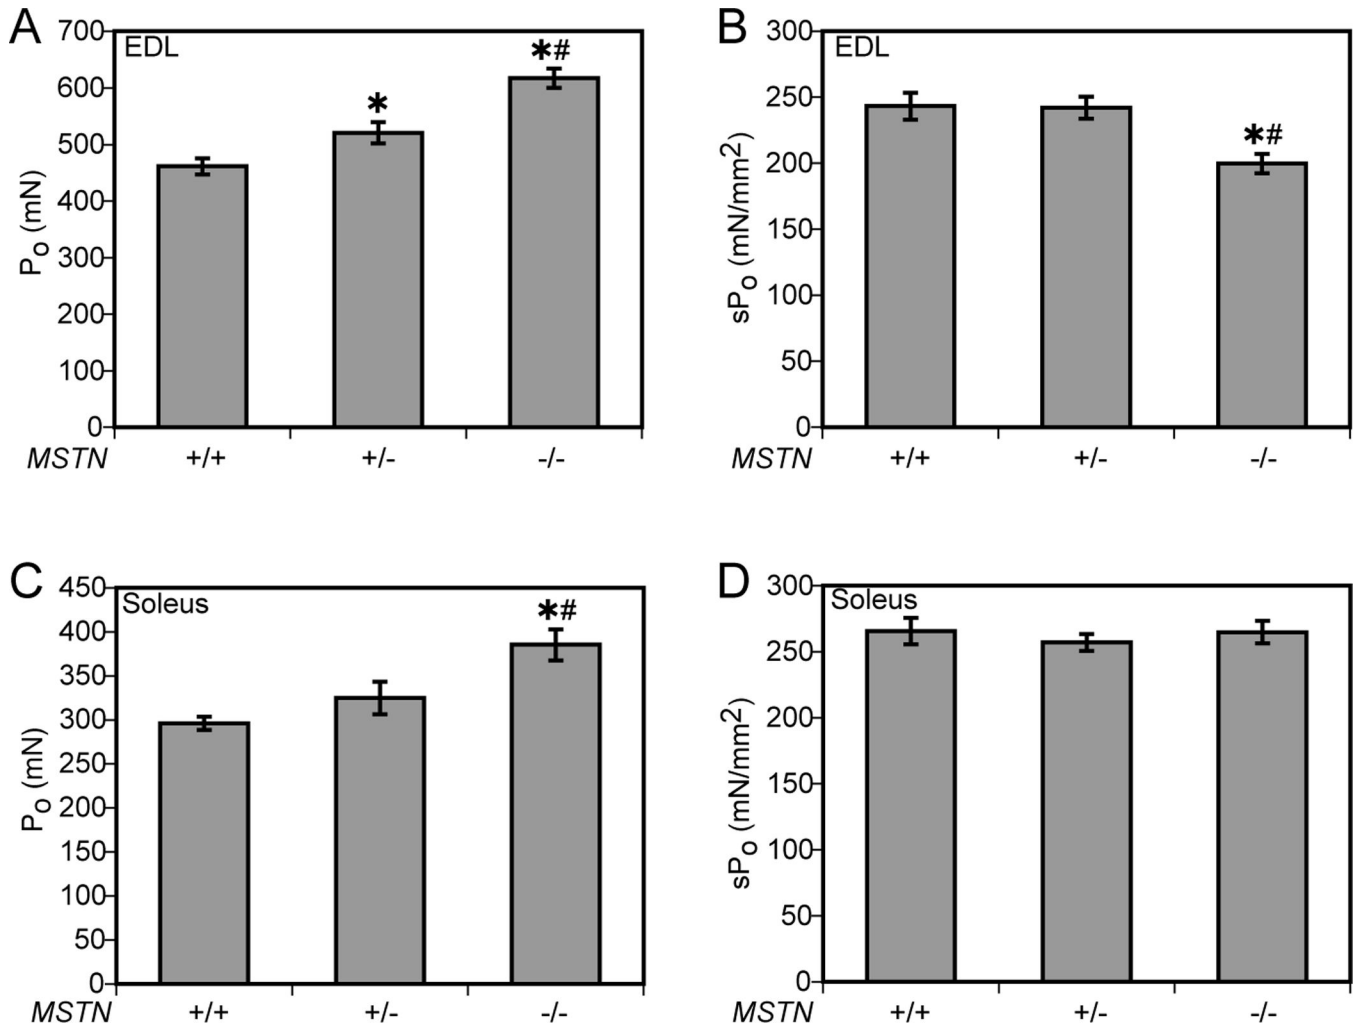 A
EDL
700
600
500
400
300
200
100
0
Po (mN)
*
*#
MSTN +/+ +/- -/-
B
EDL
300
250
200
150
100
50
0
sPo (mN/mm2)
*#
MSTN +/+ +/- -/-
C
Soleus
450
400
350
300
250
200
150
100
50
0
Po (mN)
*#
MSTN +/+ +/- -/-
D
Soleus
300
250
200
150
100
50
0
sPo (mN/mm2)
MSTN +/+ +/- -/-